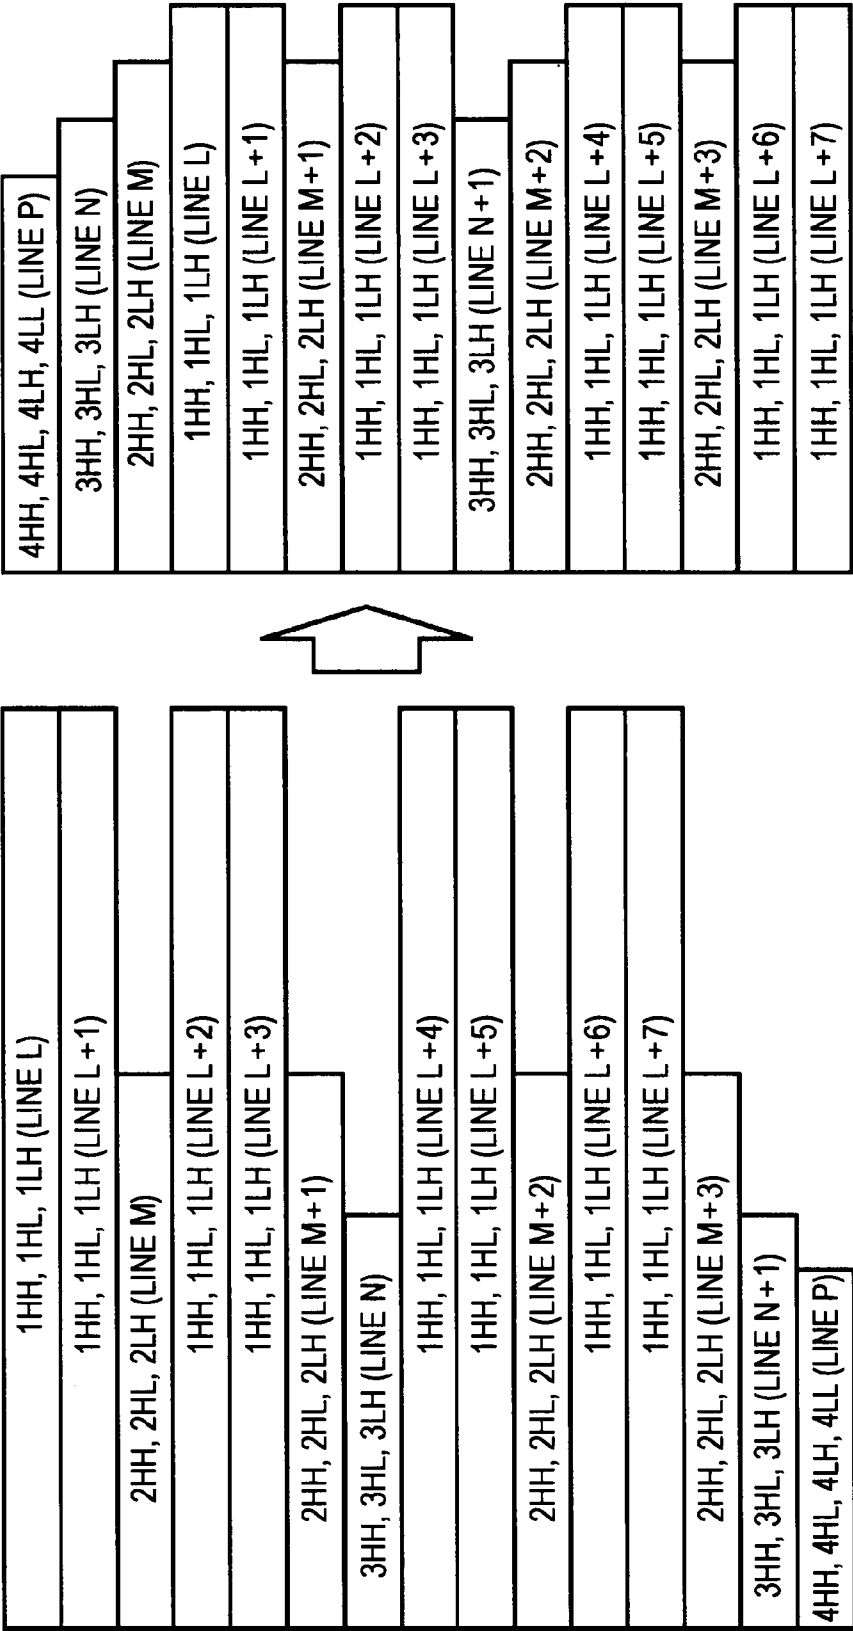 1HH, 1HL, 1LH (LINE L)
1HH, 1HL, 1LH (LINE L+1)
2HH, 2HL, 2LH (LINE M)
1HH, 1HL, 1LH (LINE L+2)
1HH, 1HL, 1LH (LINE L+3)
2HH, 2HL, 2LH (LINE M+1)
3HH, 3HL, 3LH (LINE N)
1HH, 1HL, 1LH (LINE L+4)
1HH, 1HL, 1LH (LINE L+5)
2HH, 2HL, 2LH (LINE M+2)
1HH, 1HL, 1LH (LINE L+6)
1HH, 1HL, 1LH (LINE L+7)
2HH, 2HL, 2LH (LINE M+3)
3HH, 3HL, 3LH (LINE N+1)
4HH, 4HL, 4LH, 4LL (LINE P)
4HH, 4HL, 4LH, 4LL (LINE P)
3HH, 3HL, 3LH (LINE N)
2HH, 2HL, 2LH (LINE M)
1HH, 1HL, 1LH (LINE L)
1HH, 1HL, 1LH (LINE L+1)
2HH, 2HL, 2LH (LINE M+1)
1HH, 1HL, 1LH (LINE L+2)
1HH, 1HL, 1LH (LINE L+3)
3HH, 3HL, 3LH (LINE N+1)
2HH, 2HL, 2LH (LINE M+2)
1HH, 1HL, 1LH (LINE L+4)
1HH, 1HL, 1LH (LINE L+5)
2HH, 2HL, 2LH (LINE M+3)
1HH, 1HL, 1LH (LINE L+6)
1HH, 1HL, 1LH (LINE L+7)